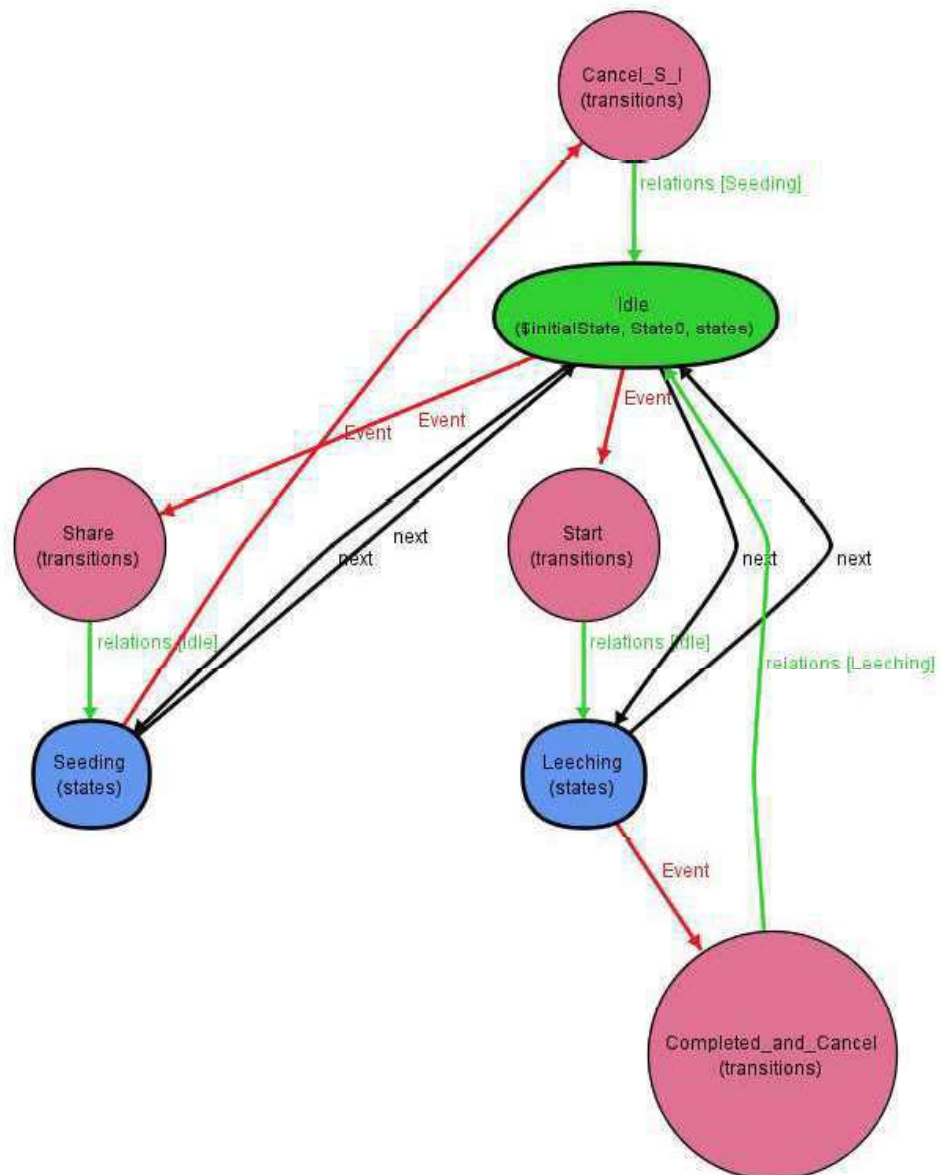 Cancel_S_I
(transitions)
relations [Seeding]
Idle
($initialState, State0, states)
Event
Event
Event
Share
(transitions)
Start
(transitions)
next
next
next
next
relations [Idle]
relations [Idle]
relations [Leeching]
Seeding
(states)
Leeching
(states)
Event
Completed_and_Cancel
(transitions)